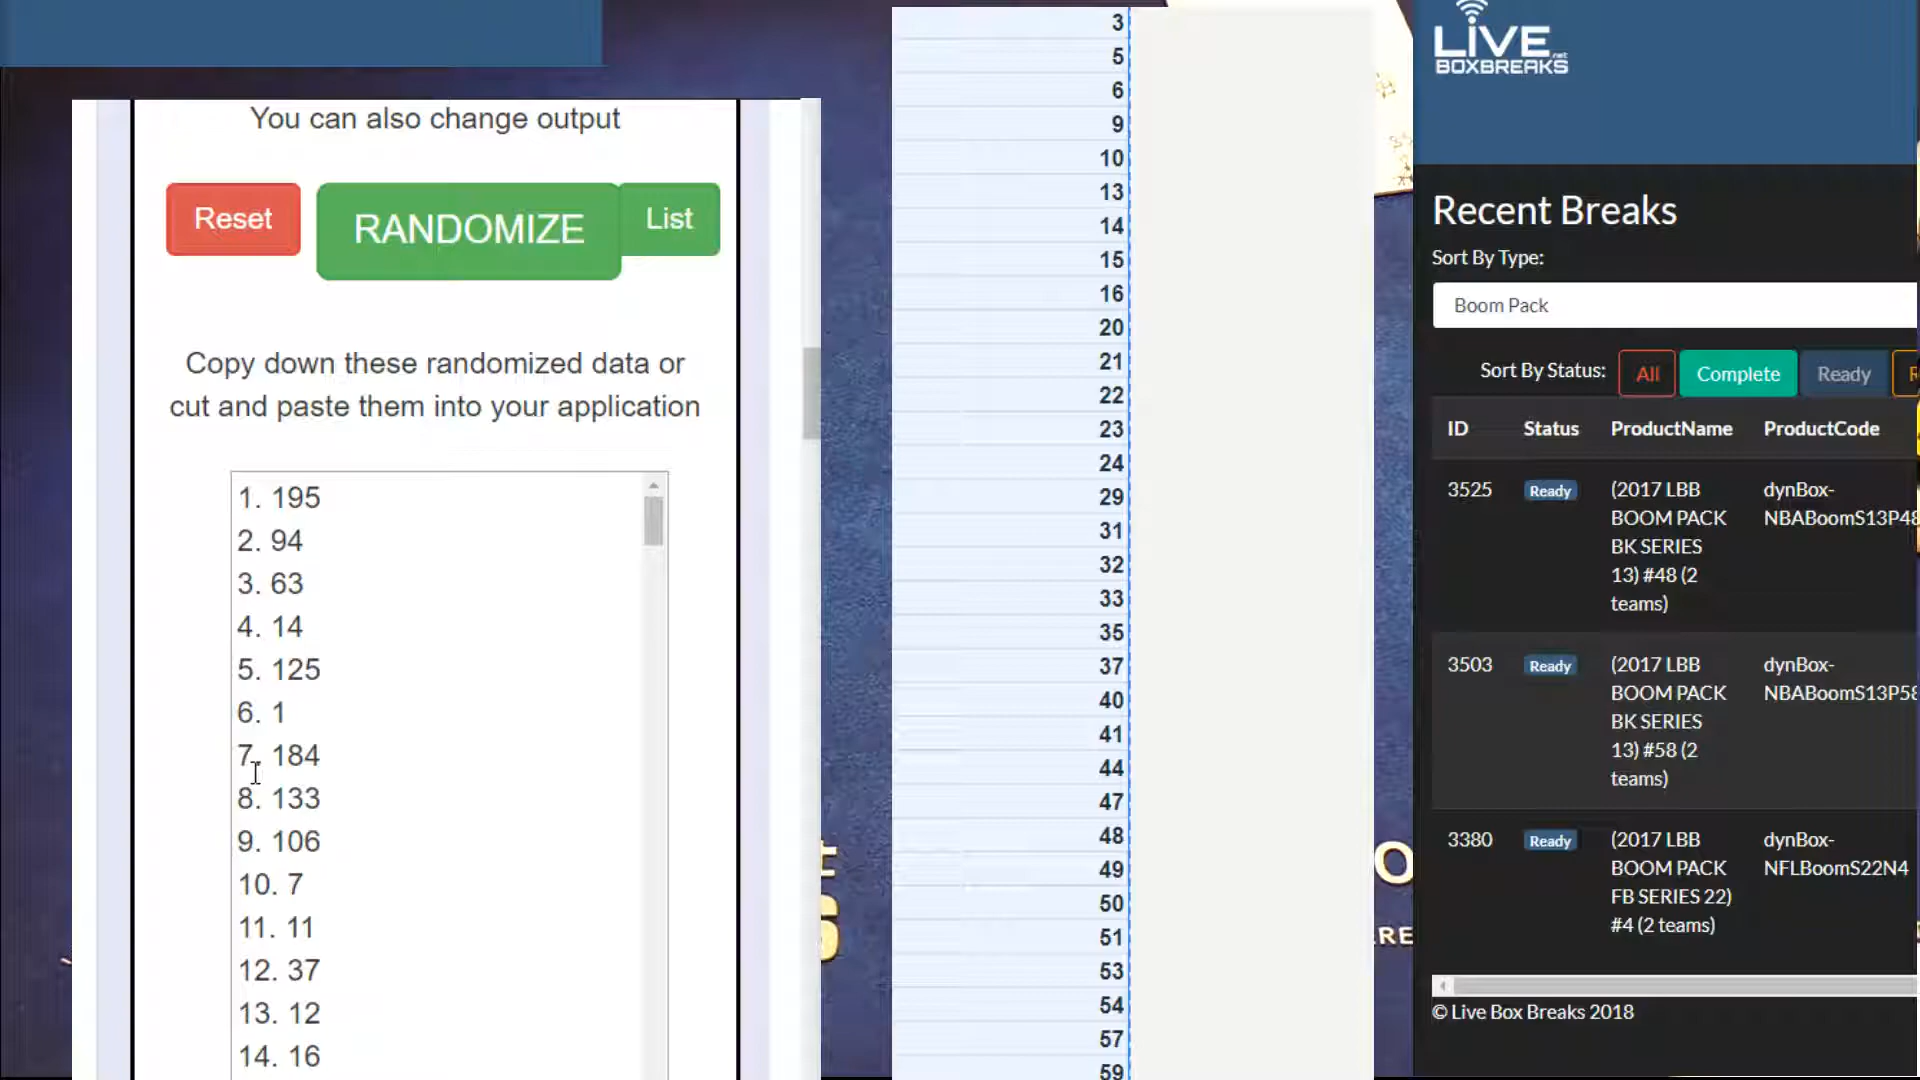 You can also change output
Reset
RANDOMIZE
List
Copy down these randomized data or
cut and paste them into your application
1. 195
2. 94
3. 63
4. 14
5. 125
6. 1
7. 184
8. 133
9. 106
10. 7
11. 11
12. 37
13. 12
14. 16
3
5
6
9
10
13
14
15
16
20
21
22
23
24
29
31
32
33
35
37
40
41
44
47
48
49
50
51
53
54
57
59
LIVE.net
BOXBREAKS
Recent Breaks
Sort By Type:
Boom Pack
Sort By Status: All Complete Ready
ID Status ProductName ProductCode
3525 Ready (2017 LBB dynBox-
BOOM PACK NBABoomS13P48
BK SERIES
13) #48 (2
teams)
3503 Ready (2017 LBB dynBox-
BOOM PACK NBABoomS13P58
BK SERIES
13) #58 (2
teams)
3380 Ready (2017 LBB dynBox-
BOOM PACK NFLBoomS22N4
FB SERIES 22)
#4 (2 teams)
© Live Box Breaks 2018